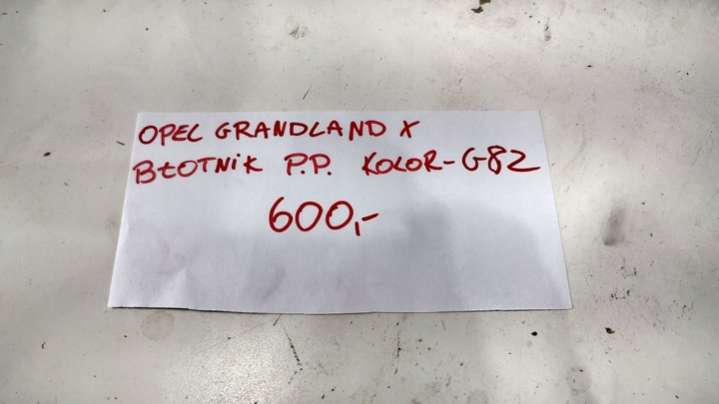 OPEL GRANDLAND X
BŁOTNiK P.P. KOLOR-G82
600,-